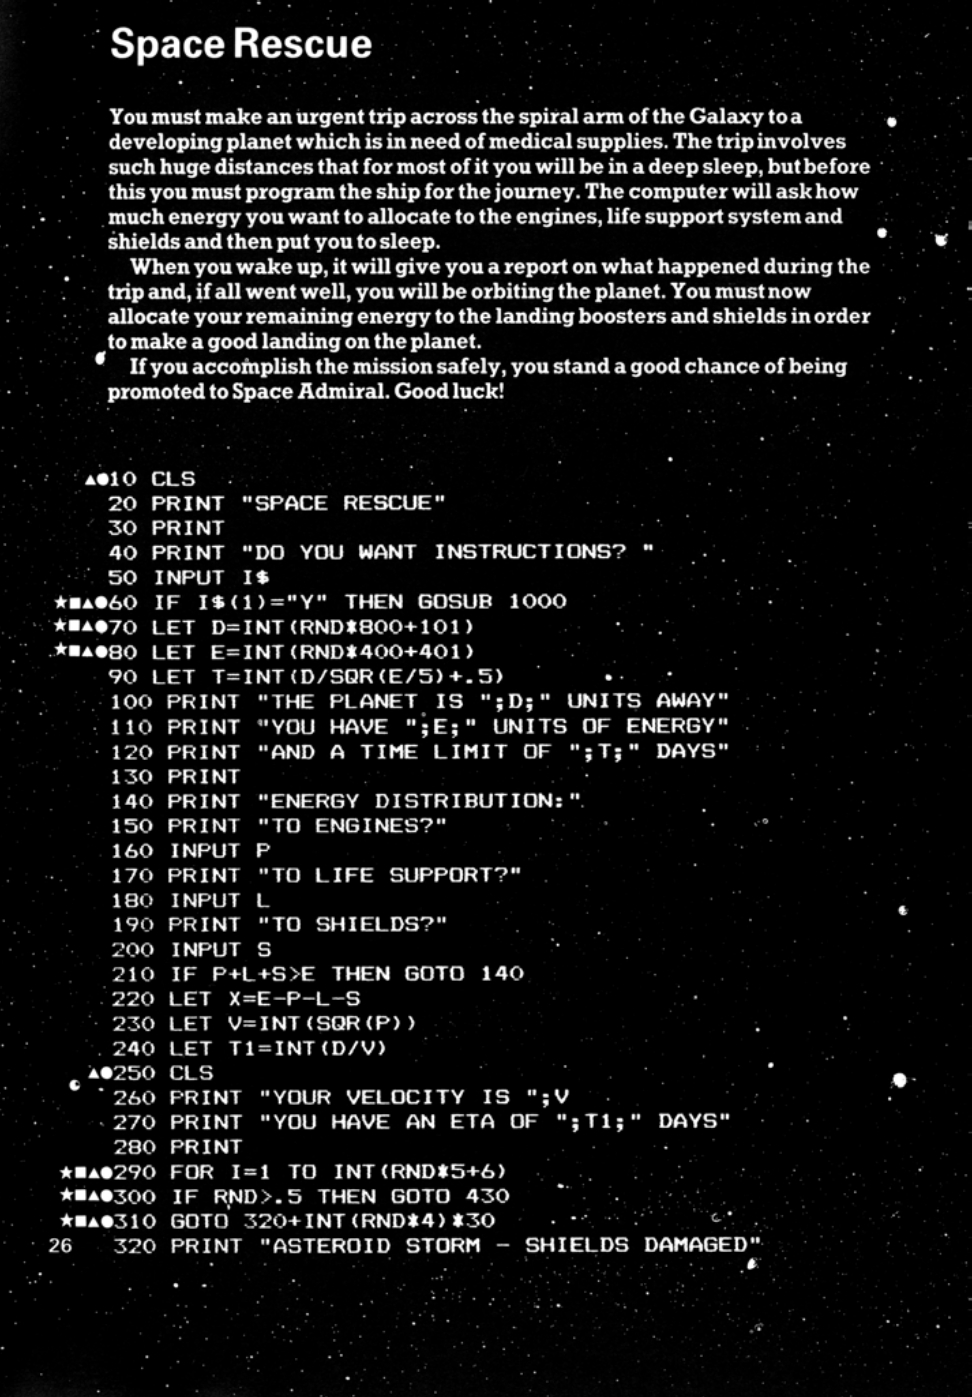 Space Rescue
You must make an urgent trip across the spiral arm of the Galaxy to a
developing planet which is in need of medical supplies. The trip involves
such huge distances that for most of it you will be in a deep sleep, but before
this you must program the ship for the journey. The computer will ask how
much energy you want to allocate to the engines, life support system and
shields and then put you to sleep.
When you wake up, it will give you a report on what happened during the
trip and, if all went well, you will be orbiting the planet. You must now
allocate your remaining energy to the landing boosters and shields in order
to make a good landing on the planet.
If you accomplish the mission safely, you stand a good chance of being
promoted to Space Admiral. Good luck!
▲●10 CLS
20 PRINT "SPACE RESCUE"
30 PRINT
40 PRINT "DO YOU WANT INSTRUCTIONS? "
50 INPUT I$
★■▲●60 IF I$(1)="Y" THEN GOSUB 1000
★■▲●70 LET D=INT(RND*800+101)
★■▲●80 LET E=INT(RND*400+401)
90 LET T=INT(D/SQR(E/5)+.5)
100 PRINT "THE PLANET IS ";D;" UNITS AWAY"
110 PRINT "YOU HAVE ";E;" UNITS OF ENERGY"
120 PRINT "AND A TIME LIMIT OF ";T;" DAYS"
130 PRINT
140 PRINT "ENERGY DISTRIBUTION:"
150 PRINT "TO ENGINES?"
160 INPUT P
170 PRINT "TO LIFE SUPPORT?"
180 INPUT L
190 PRINT "TO SHIELDS?"
200 INPUT S
210 IF P+L+S>E THEN GOTO 140
220 LET X=E-P-L-S
230 LET V=INT(SQR(P))
240 LET T1=INT(D/V)
▲●250 CLS
260 PRINT "YOUR VELOCITY IS ";V
270 PRINT "YOU HAVE AN ETA OF ";T1;" DAYS"
280 PRINT
★■▲●290 FOR I=1 TO INT(RND*5+6)
★■▲●300 IF RND>.5 THEN GOTO 430
★■▲●310 GOTO 320+INT(RND*4)*30
320 PRINT "ASTEROID STORM - SHIELDS DAMAGED"
26